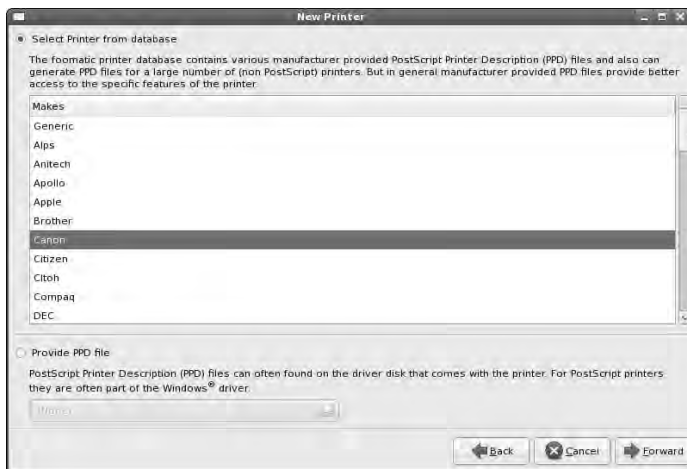 New Printer
Select Printer from database
The foomatic printer database contains various manufacturer provided PostScript Printer Description (PPD) files and also can
generate PPD files for a large number of (non PostScript) printers. But in general manufacturer provided PPD files provide better
access to the specific features of the printer.
Makes
Generic
Alps
Anitech
Apollo
Apple
Brother
Canon
Citizen
CItoh
Compaq
DEC
Provide PPD file
PostScript Printer Description (PPD) files can often found on the driver disk that comes with the printer. For PostScript printers
they are often part of the Windows® driver.
Back
Cancel
Forward